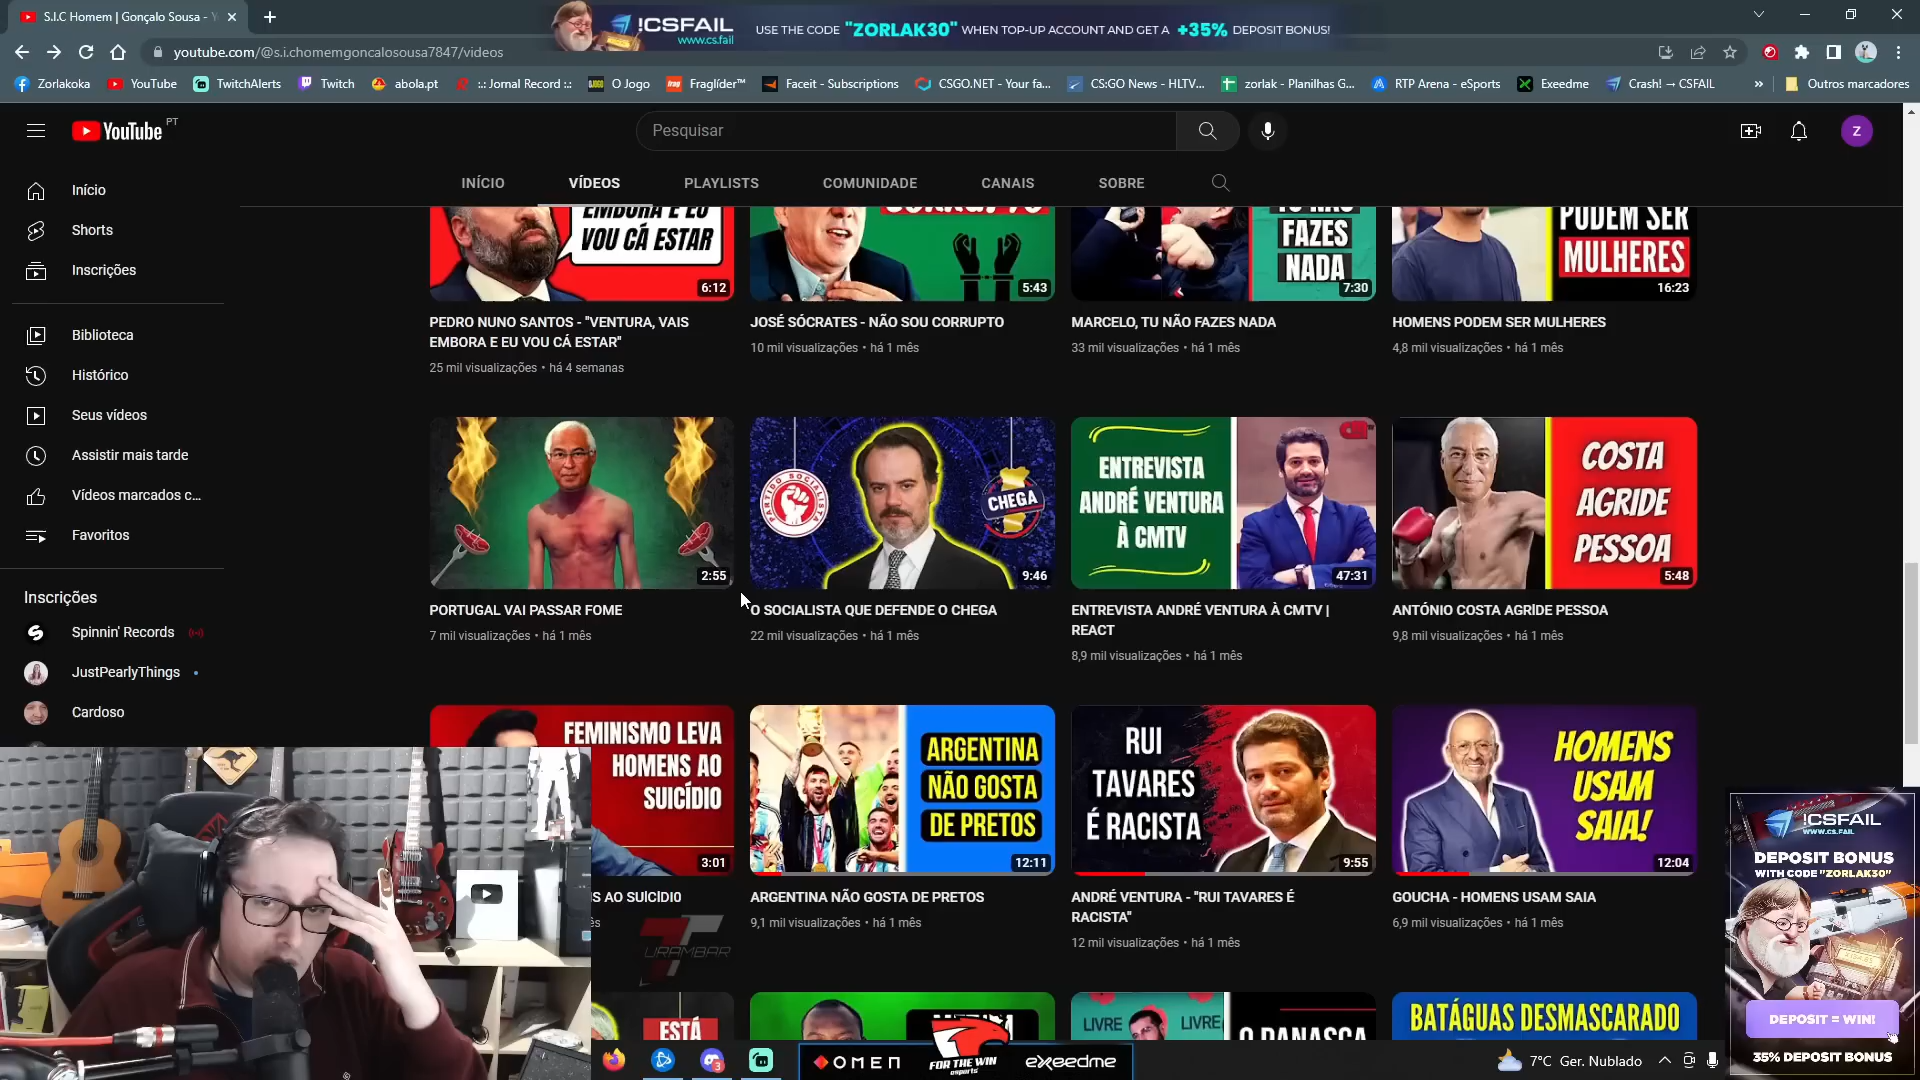 S.I.C Homem | Gonçalo Sousa - Y
!CSFAIL
www.cs.fail
USE THE CODE "ZORLAK30" WHEN TOP-UP ACCOUNT AND GET A +35% DEPOSIT BONUS!
youtube.com/@s.i.chomemgoncalosousa7847/videos
Zorlakoka
YouTube
TwitchAlerts
Twitch
abola.pt
::: Jornal Record :::
O Jogo
Fraglíder™
Faceit - Subscriptions
CSGO.NET - Your fa...
CS:GO News - HLTV...
zorlak - Planilhas G...
RTP Arena - eSports
Exeedme
Crash! → CSFAIL
»
Outros marcadores
YouTube PT
Pesquisar
Z
INÍCIO
VÍDEOS
PLAYLISTS
COMUNIDADE
CANAIS
SOBRE
Início
Shorts
Inscrições
Biblioteca
Histórico
Seus vídeos
Assistir mais tarde
Vídeos marcados c...
Favoritos
Inscrições
Spinnin' Records
JustPearlyThings
Cardoso
EMBORA E EU
VOU CÁ ESTAR
6:12
5:43
TU NÃO
FAZES
NADA
7:30
PODEM SER
MULHERES
16:23
PEDRO NUNO SANTOS - "VENTURA, VAIS
EMBORA E EU VOU CÁ ESTAR"
25 mil visualizações • há 4 semanas
JOSÉ SÓCRATES - NÃO SOU CORRUPTO
10 mil visualizações • há 1 mês
MARCELO, TU NÃO FAZES NADA
33 mil visualizações • há 1 mês
HOMENS PODEM SER MULHERES
4,8 mil visualizações • há 1 mês
2:55
PARTIDO SOCIALISTA
CHEGA
9:46
ENTREVISTA
ANDRÉ VENTURA
À CMTV
47:31
COSTA
AGRIDE
PESSOA
5:48
PORTUGAL VAI PASSAR FOME
7 mil visualizações • há 1 mês
O SOCIALISTA QUE DEFENDE O CHEGA
22 mil visualizações • há 1 mês
ENTREVISTA ANDRÉ VENTURA À CMTV |
REACT
8,9 mil visualizações • há 1 mês
ANTÓNIO COSTA AGRIDE PESSOA
9,8 mil visualizações • há 1 mês
FEMINISMO LEVA
HOMENS AO
SUICÍDIO
3:01
ARGENTINA
NÃO GOSTA
DE PRETOS
12:11
RUI
TAVARES
É RACISTA
9:55
HOMENS
USAM
SAIA!
12:04
S AO SUICÍDIO
ARGENTINA NÃO GOSTA DE PRETOS
9,1 mil visualizações • há 1 mês
ANDRÉ VENTURA - "RUI TAVARES É
RACISTA"
12 mil visualizações • há 1 mês
GOUCHA - HOMENS USAM SAIA
6,9 mil visualizações • há 1 mês
URAMBAR
ESTÁ
LIVRE
LIVRE
O PANASCA
BATÁGUAS DESMASCARADO
!CSFAIL
WWW.CS.FAIL
DEPOSIT BONUS
WITH CODE "ZORLAK30"
DEPOSIT = WIN!
35% DEPOSIT BONUS
3
OMEN
FOR THE WIN
esports
exeedme
7°C Ger. Nublado